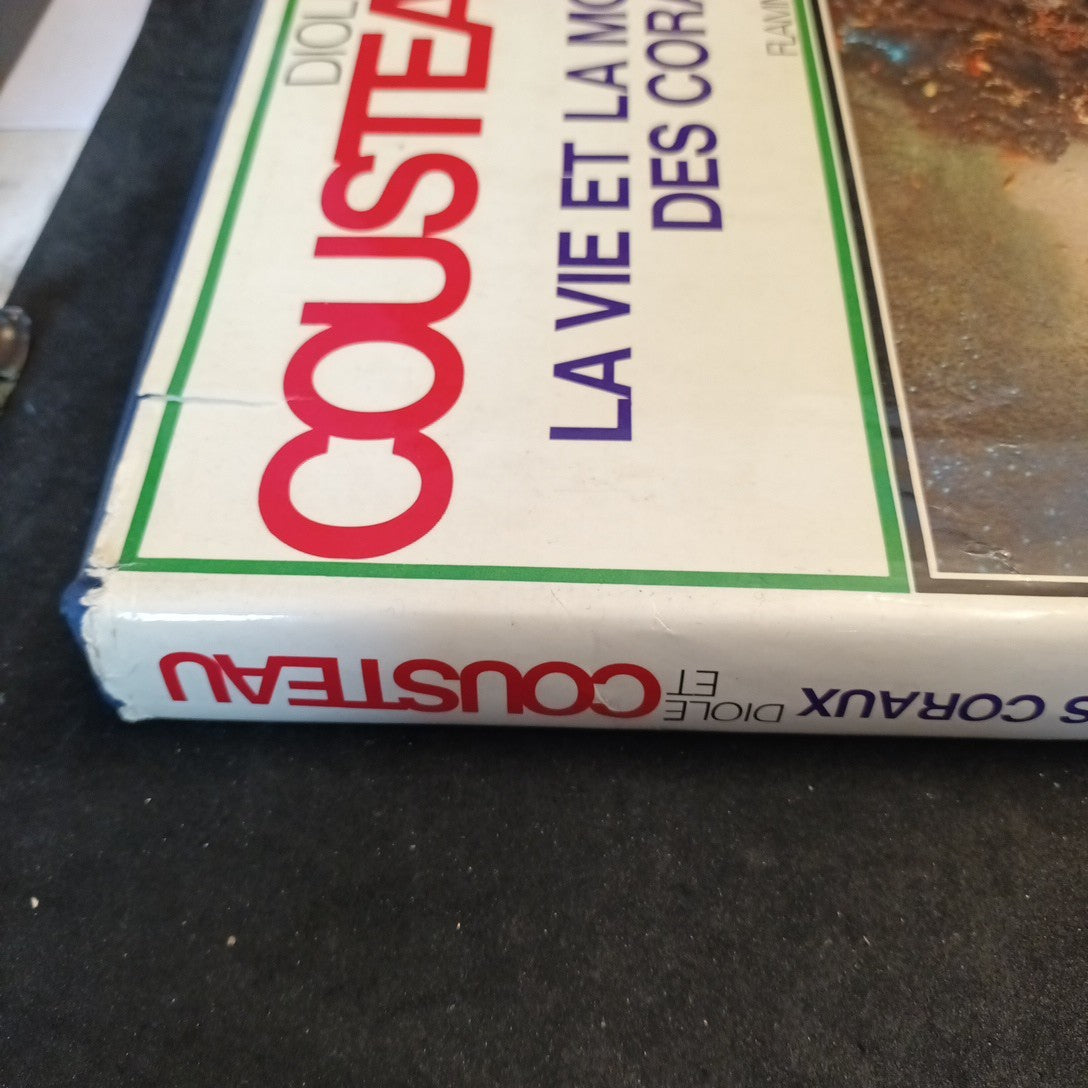 DIOL
COUSTEA
LA VIE ET LA MO
DES CORA
FLAMM
COUSTEAU
ET
DIOLE
S CORAUX